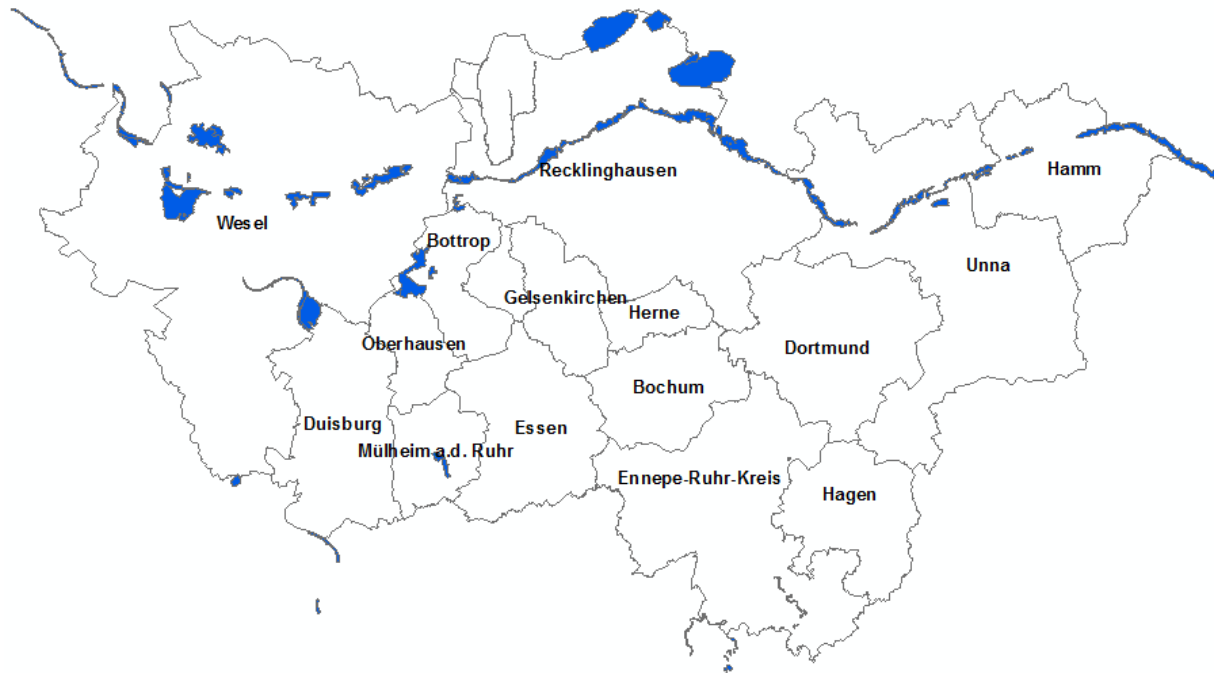 Recklinghausen
Hamm
Wesel
Bottrop
Unna
Gelsenkirchen
Herne
Oberhausen
Dortmund
Bochum
Duisburg
Essen
Mülheim a.d. Ruhr
Ennepe-Ruhr-Kreis
Hagen